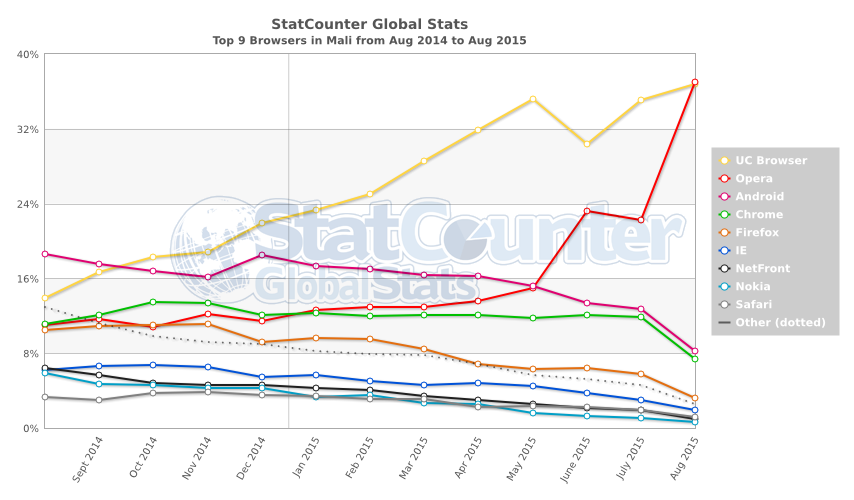 StatCounter Global Stats
Top 9 Browsers in Mali from Aug 2014 to Aug 2015
40%
32%
24%
16%
8%
0%
StatCounter
GlobalStats
Sept 2014
Oct 2014
Nov 2014
Dec 2014
Jan 2015
Feb 2015
Mar 2015
Apr 2015
May 2015
June 2015
July 2015
Aug 2015
UC Browser
Opera
Android
Chrome
Firefox
IE
NetFront
Nokia
Safari
Other (dotted)